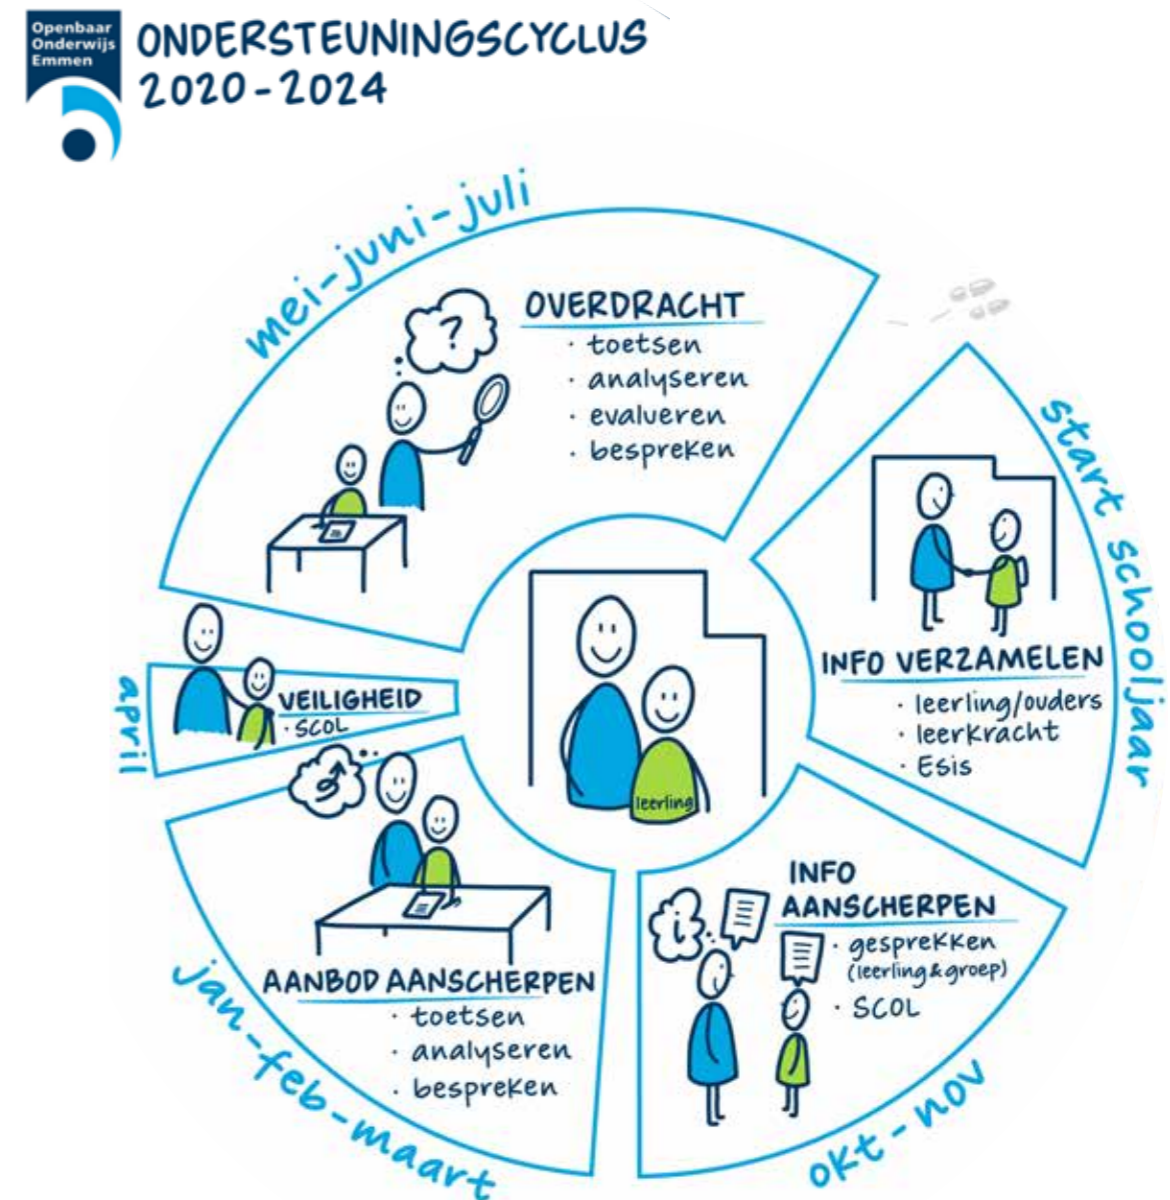 Openbaar
Onderwijs
Emmen
ONDERSTEUNINGSCYCLUS
2020-2024
mei-juni-juli
?
OVERDRACHT
· toetsen
· analyseren
· evalueren
· bespreken
start schooljaar
INFO VERZAMELEN
· leerling/ouders
· leerkracht
· Esis
leerling
okt-nov
i
INFO
AANSCHERPEN
· gesprekken
(leerling & groep)
· SCOL
jan-feb-maart
AANBOD AANSCHERPEN
· toetsen
· analyseren
· bespreken
april
VEILIGHEID
· SCOL